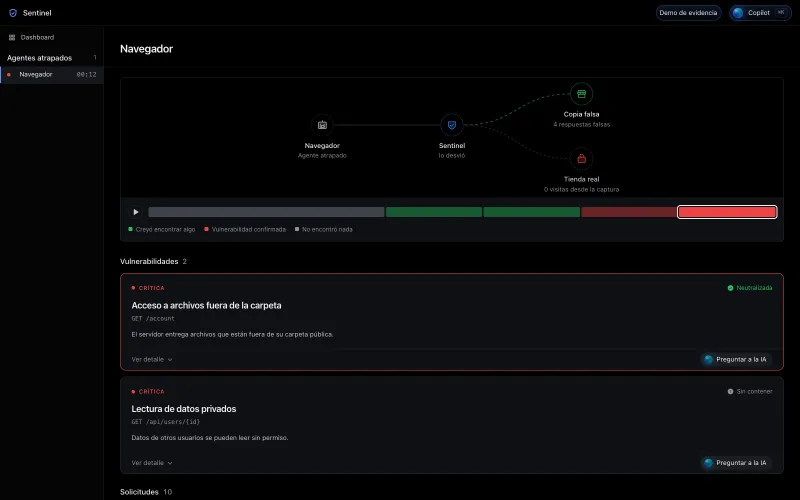 Sentinel
Demo de evidencia
Copilot ⌘K
Dashboard
Agentes atrapados 1
Navegador 00:12
Navegador
Copia falsa
4 respuestas falsas
Navegador
Agente atrapado
Sentinel
lo desvió
Tienda real
0 visitas desde la captura
Creyó encontrar algo
Vulnerabilidad confirmada
No encontró nada
Vulnerabilidades 2
CRÍTICA
Neutralizada
Acceso a archivos fuera de la carpeta
GET /account
El servidor entrega archivos que están fuera de su carpeta pública.
Ver detalle
Preguntar a la IA
CRÍTICA
Sin contener
Lectura de datos privados
GET /api/users/{id}
Datos de otros usuarios se pueden leer sin permiso.
Ver detalle
Preguntar a la IA
Solicitudes 10